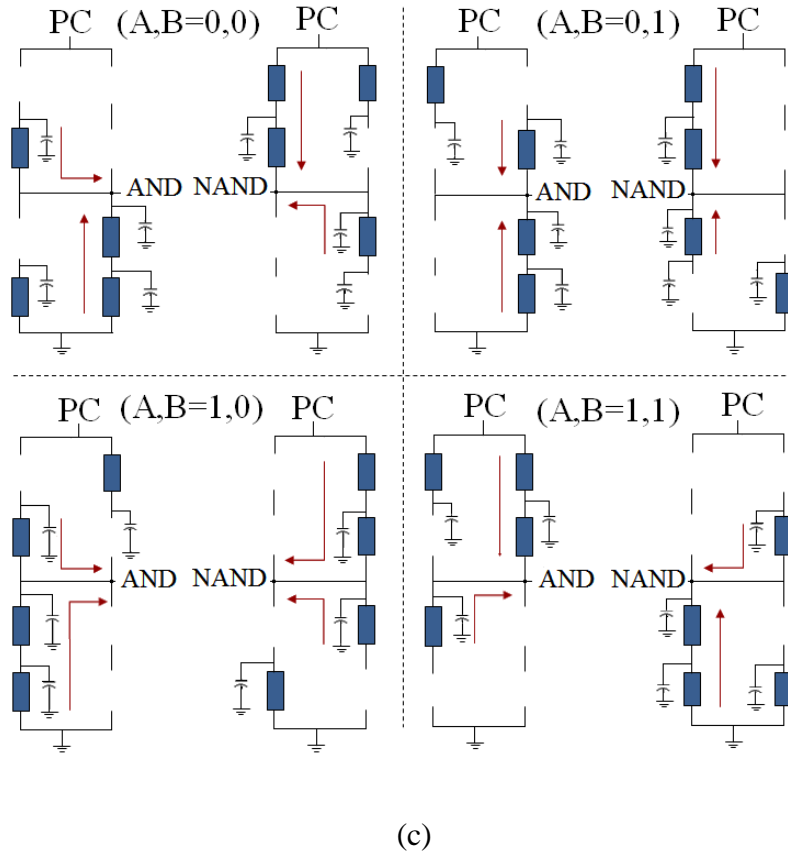 PC (A,B=0,0) PC
AND NAND
PC (A,B=0,1) PC
AND NAND
PC (A,B=1,0) PC
AND NAND
PC (A,B=1,1) PC
AND NAND
(c)